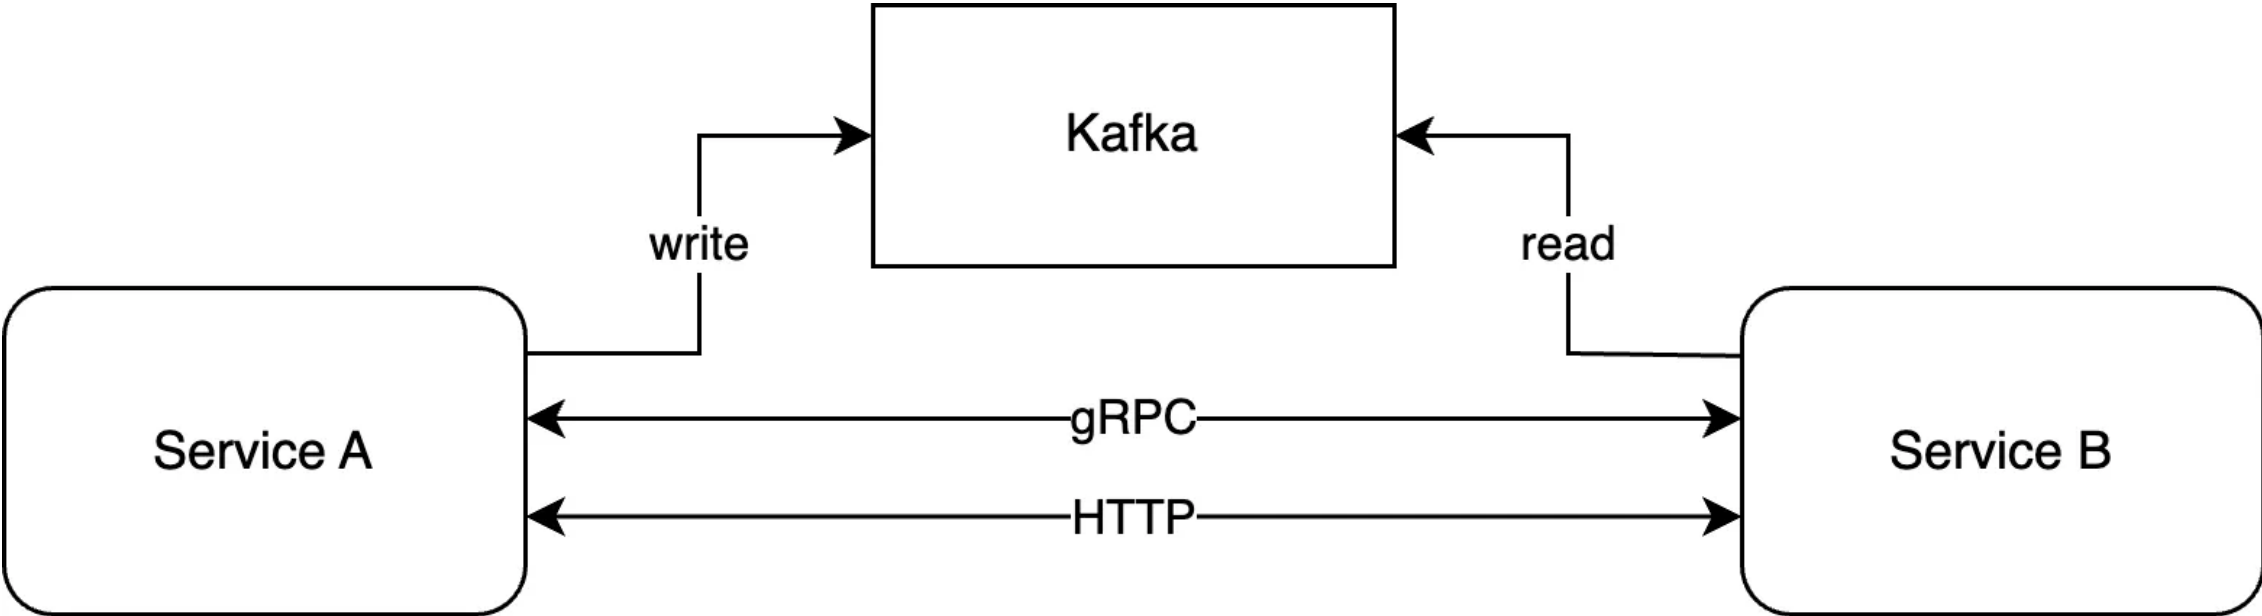 Kafka
write
read
gRPC
Service A
Service B
HTTP